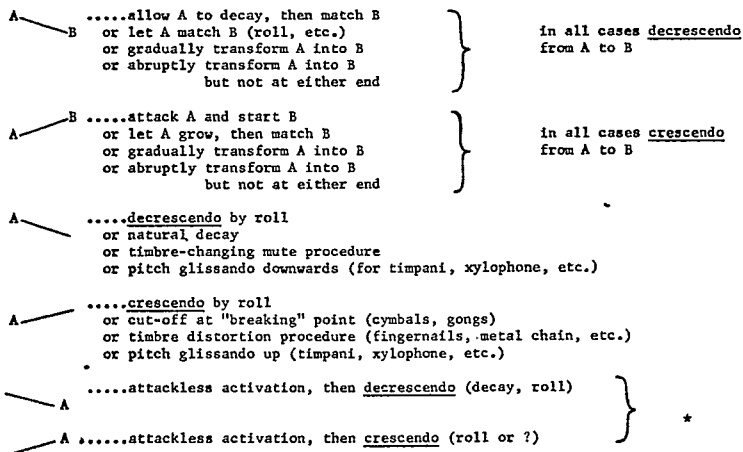 A .....allow A to decay, then match B
B or let A match B (roll, etc.) in all cases decrescendo
or gradually transform A into B from A to B
or abruptly transform A into B
but not at either end
B .....attack A and start B
A or let A grow, then match B in all cases crescendo
or gradually transform A into B from A to B
or abruptly transform A into B
but not at either end
A .....decrescendo by roll
or natural decay
or timbre-changing mute procedure
or pitch glissando downwards (for timpani, xylophone, etc.)
.....crescendo by roll
A or cut-off at "breaking" point (cymbals, gongs)
or timbre distortion procedure (fingernails, metal chain, etc.)
or pitch glissando up (timpani, xylophone, etc.)
.....attackless activation, then decrescendo (decay, roll)
A
*
A ......attackless activation, then crescendo (roll or ?)